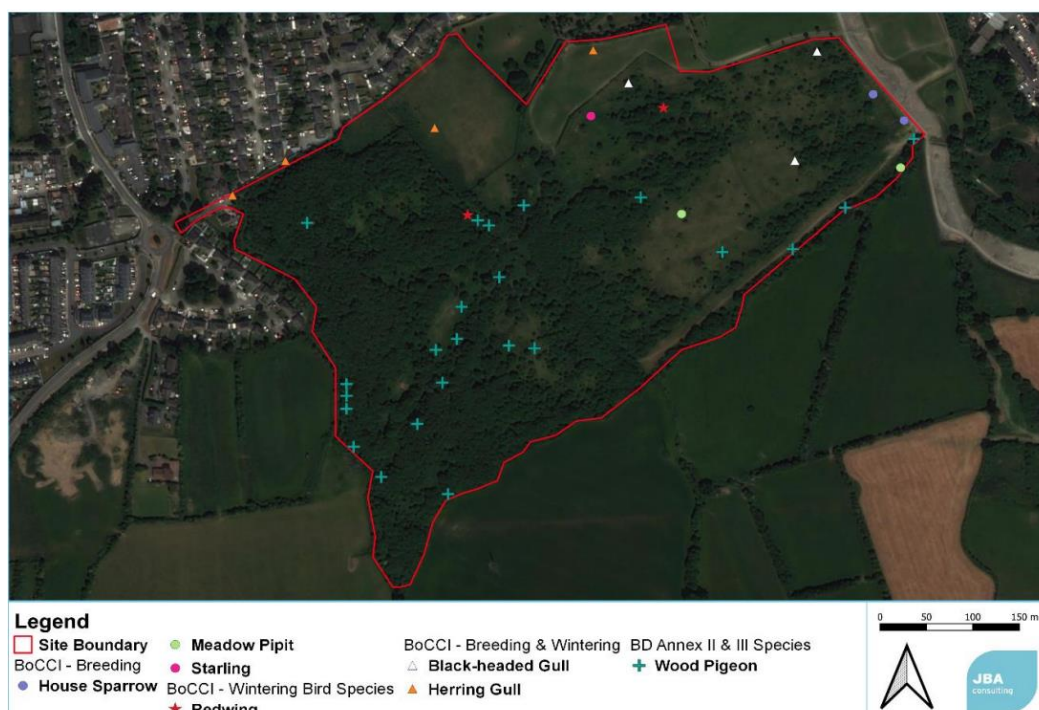 Legend
Site Boundary
BoCCI - Breeding
House Sparrow
Meadow Pipit
Starling
BoCCI - Wintering Bird Species
Redwing
BoCCI - Breeding & Wintering
Black-headed Gull
Herring Gull
BD Annex II & III Species
Wood Pigeon
0 50 100 150 m
JBA
consulting